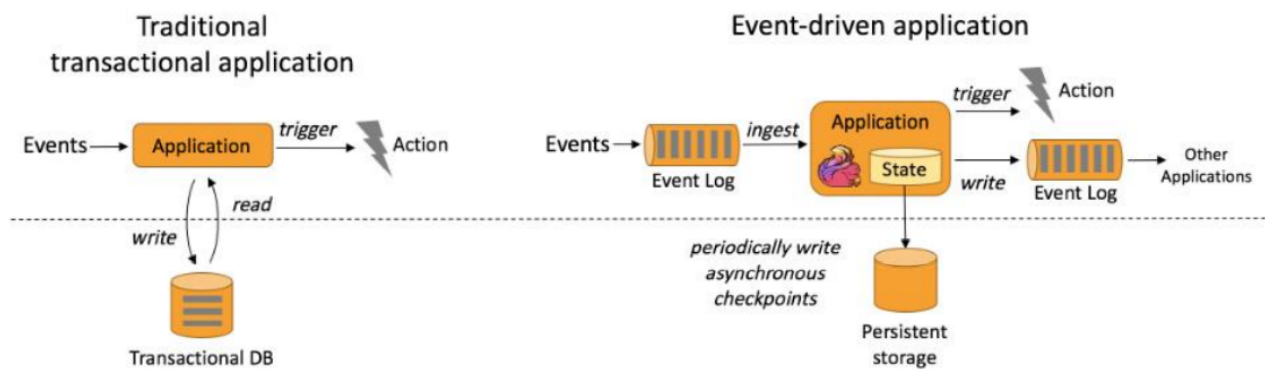 Traditional
transactional application
Events
Application
trigger
Action
write
read
Transactional DB
Event-driven application
Events
Event Log
ingest
Application
State
trigger
Action
write
Event Log
Other
Applications
periodically write
asynchronous
checkpoints
Persistent
storage